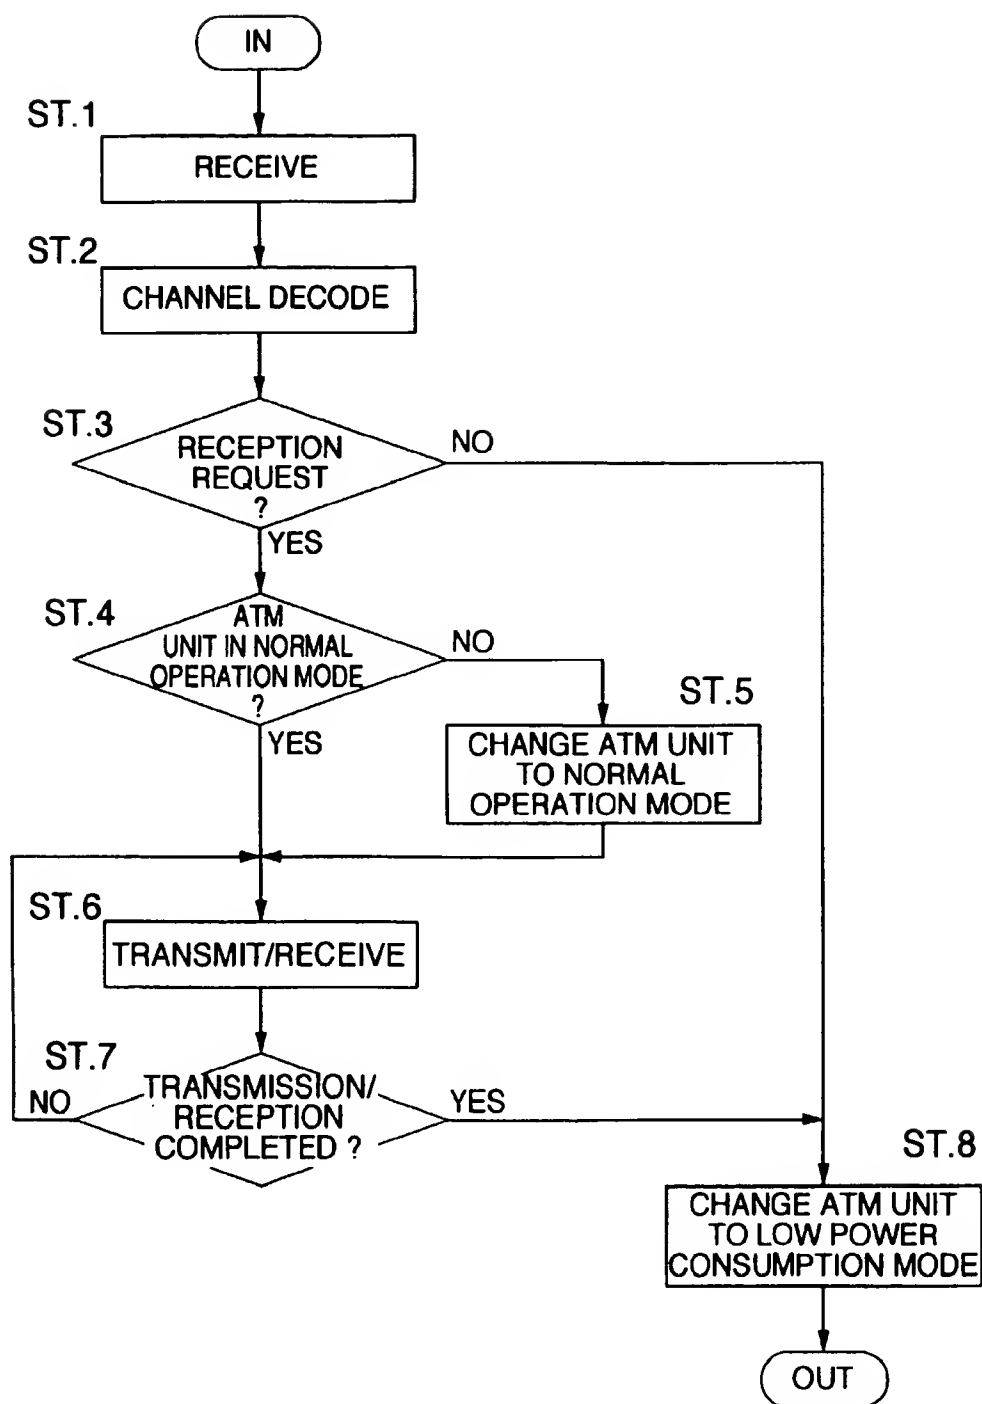 IN
ST.1
RECEIVE
ST.2
CHANNEL DECODE
ST.3
RECEPTION
REQUEST
?
NO
YES
ST.4
ATM
UNIT IN NORMAL
OPERATION MODE
?
NO
YES
ST.5
CHANGE ATM UNIT
TO NORMAL
OPERATION MODE
ST.6
TRANSMIT/RECEIVE
ST.7
TRANSMISSION/
RECEPTION
COMPLETED ?
NO
YES
ST.8
CHANGE ATM UNIT
TO LOW POWER
CONSUMPTION MODE
OUT